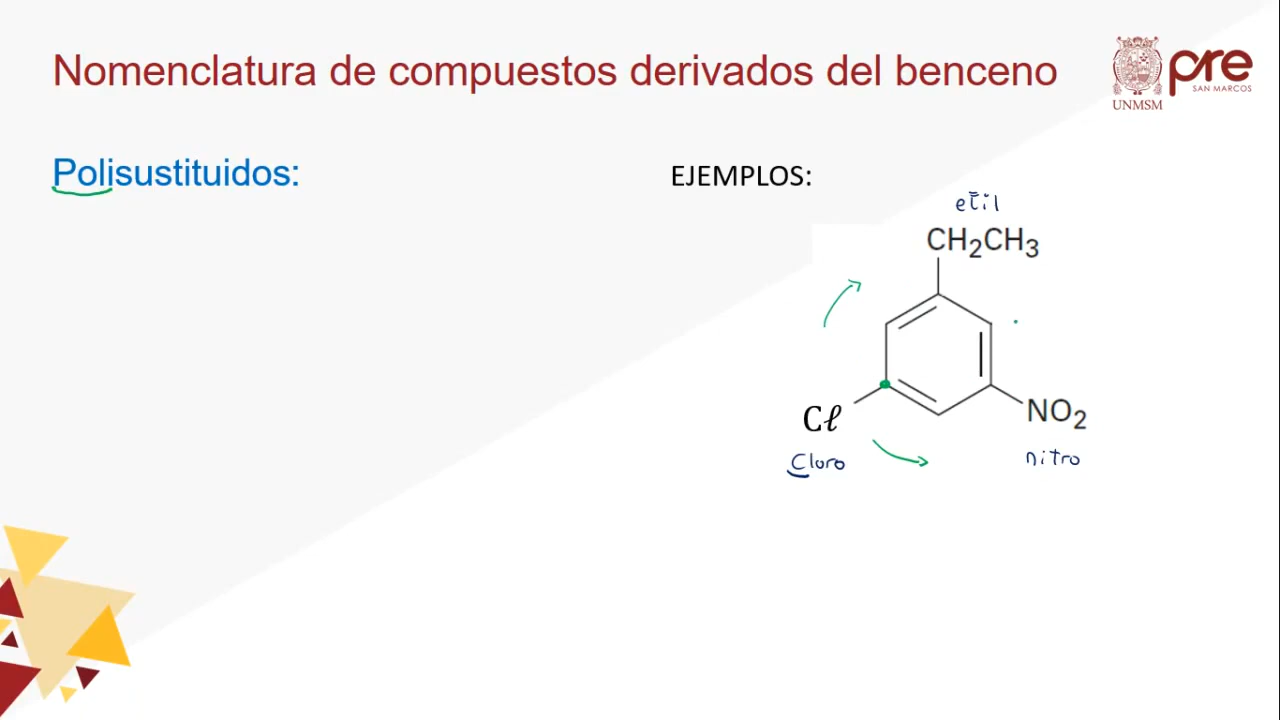 Nomenclatura de compuestos derivados del benceno
UNMSM
pre
SAN MARCOS
Polisustituidos:
EJEMPLOS:
etil
CH₂CH₃
Cℓ
NO₂
Cloro
nitro